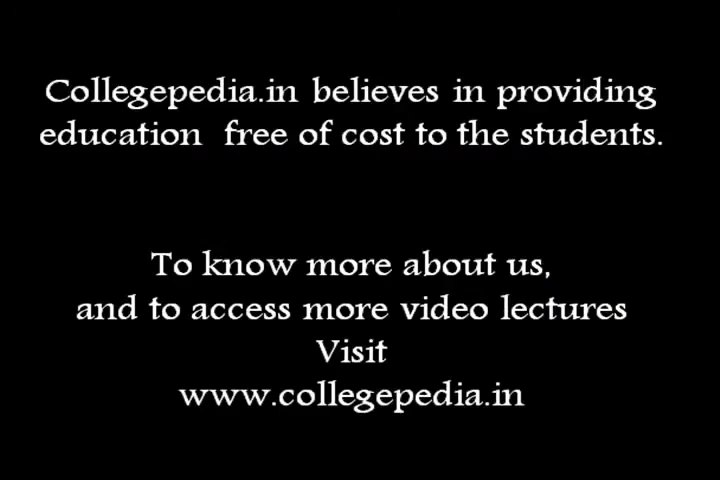 Collegepedia.in believes in providing
education  free of cost to the students.
To know more about us,
and to access more video lectures
Visit
www.collegepedia.in